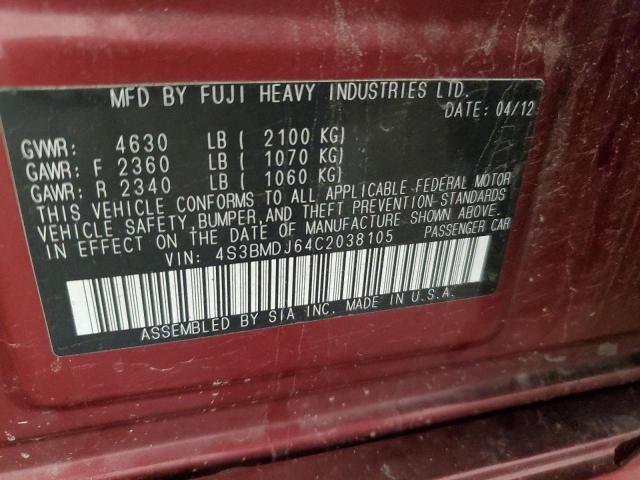 MFD BY FUJI HEAVY INDUSTRIES LTD.
DATE: 04/12
GVWR: 4630 LB ( 2100 KG)
GAWR: F 2360 LB ( 1070 KG)
GAWR: R 2340 LB ( 1060 KG)
THIS VEHICLE CONFORMS TO ALL APPLICABLE FEDERAL MOTOR
VEHICLE SAFETY, BUMPER, AND THEFT PREVENTION STANDARDS
IN EFFECT ON THE DATE OF MANUFACTURE SHOWN ABOVE.
VIN: 4S3BMDJ64C2038105 PASSENGER CAR
ASSEMBLED BY SIA INC. MADE IN U.S.A.